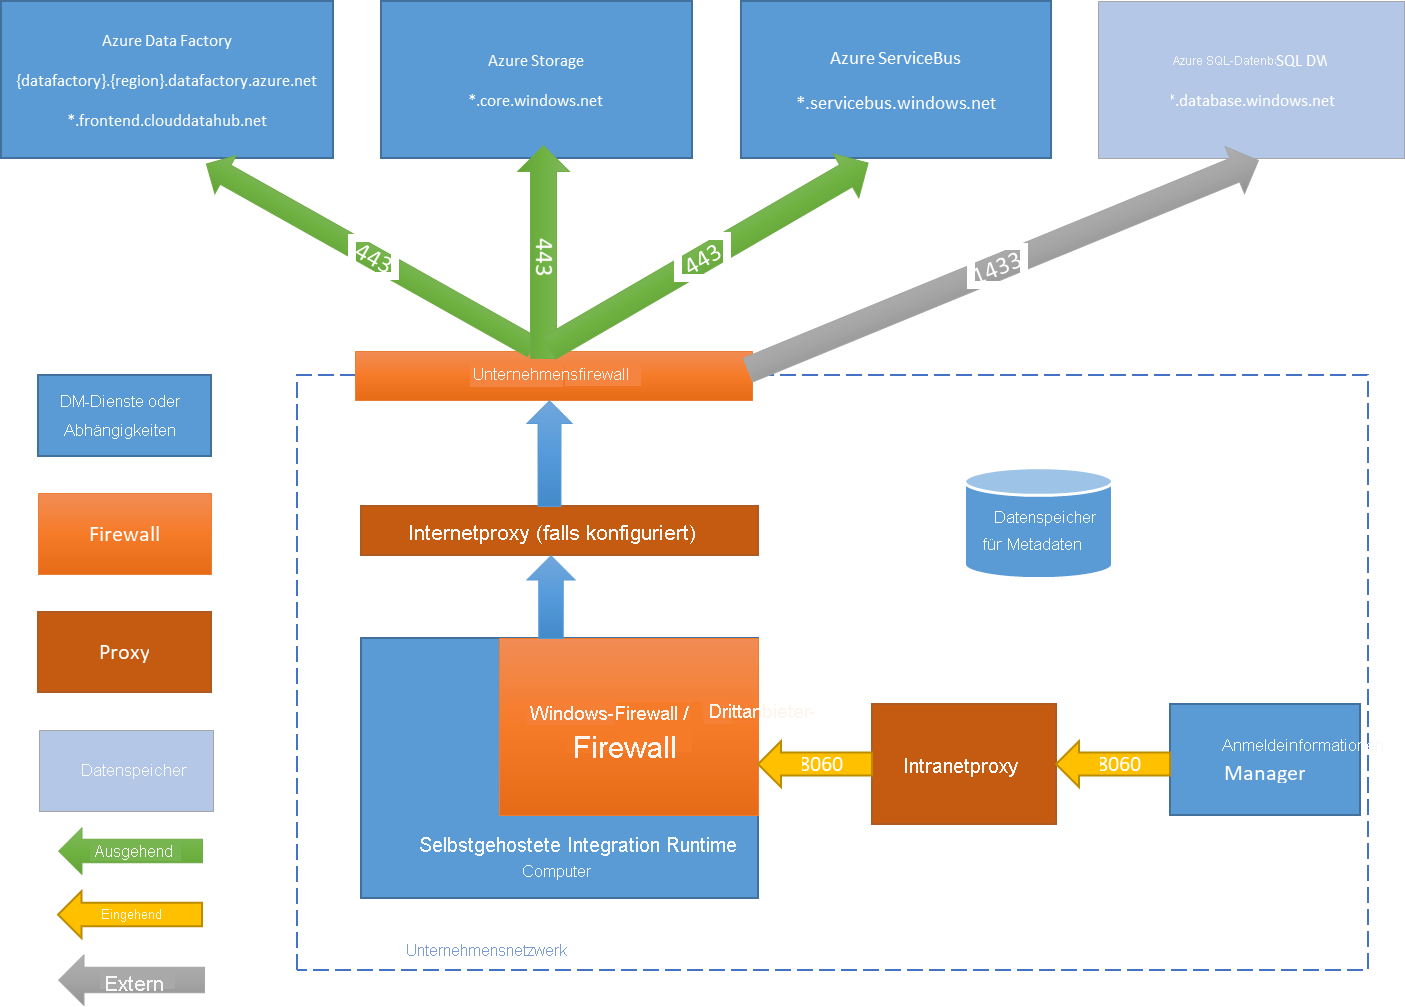 Azure Data Factory
{datafactory}.{region}.datafactory.azure.net
*.frontend.clouddatahub.net
Azure Storage
*.core.windows.net
Azure ServiceBus
*.servicebus.windows.net
Azure SQL-Datenb SQL DW
*.database.windows.net
443
443
443
1433
Unternehmensfirewall
DM-Dienste oder
Abhängigkeiten
Firewall
Proxy
Datenspeicher
Ausgehend
Eingehend
Extern
Internetproxy (falls konfiguriert)
Datenspeicher
für Metadaten
Windows-Firewall / Drittanbieter-
Firewall
8060
Intranetproxy
8060
Anmeldeinformationen
Manager
Selbstgehostete Integration Runtime
Computer
Unternehmensnetzwerk